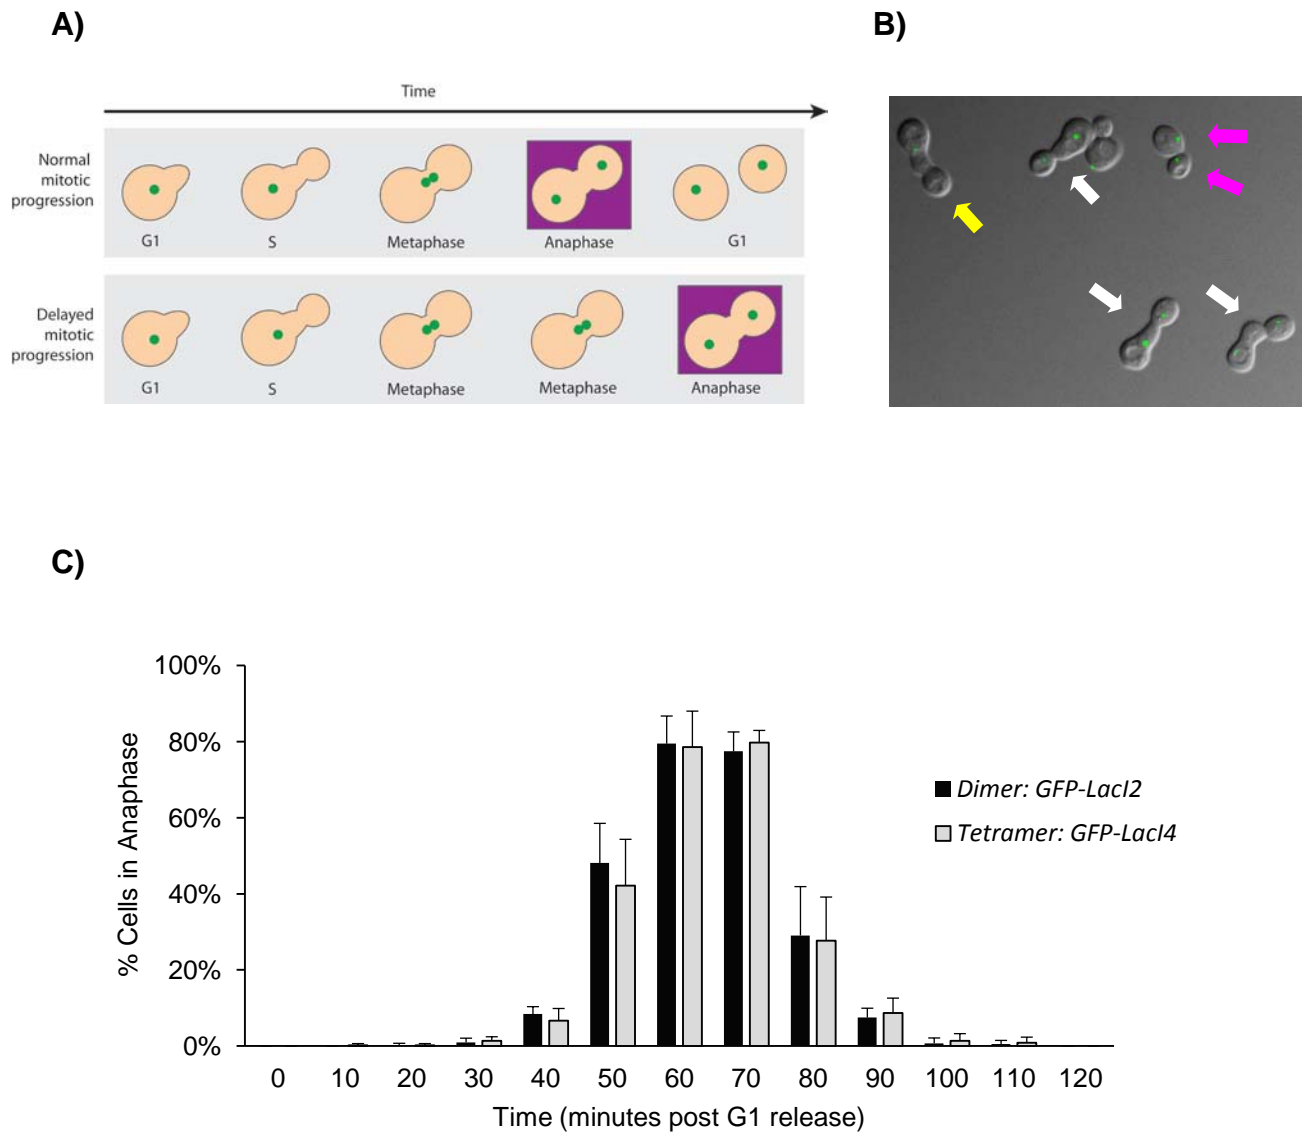 A)
B)
Time
Normal
mitotic
progression
G1
S
Metaphase
Anaphase
G1
Delayed
mitotic
progression
G1
S
Metaphase
Metaphase
Anaphase
C)
100%
80%
60%
40%
20%
0%
% Cells in Anaphase
Dimer: GFP-LacI2
Tetramer: GFP-LacI4
0 10 20 30 40 50 60 70 80 90 100 110 120
Time (minutes post G1 release)